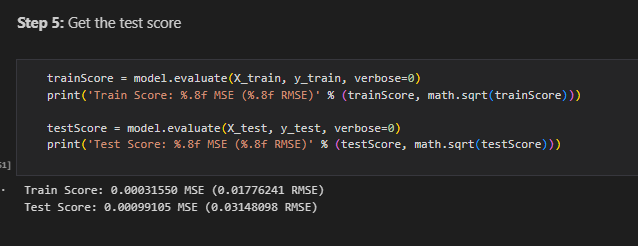 Step 5: Get the test score
trainScore = model.evaluate(X_train, y_train, verbose=0)
print('Train Score: %.8f MSE (%.8f RMSE)' % (trainScore, math.sqrt(trainScore)))
testScore = model.evaluate(X_test, y_test, verbose=0)
print('Test Score: %.8f MSE (%.8f RMSE)' % (testScore, math.sqrt(testScore)))
Train Score: 0.00031550 MSE (0.01776241 RMSE)
Test Score: 0.00099105 MSE (0.03148098 RMSE)